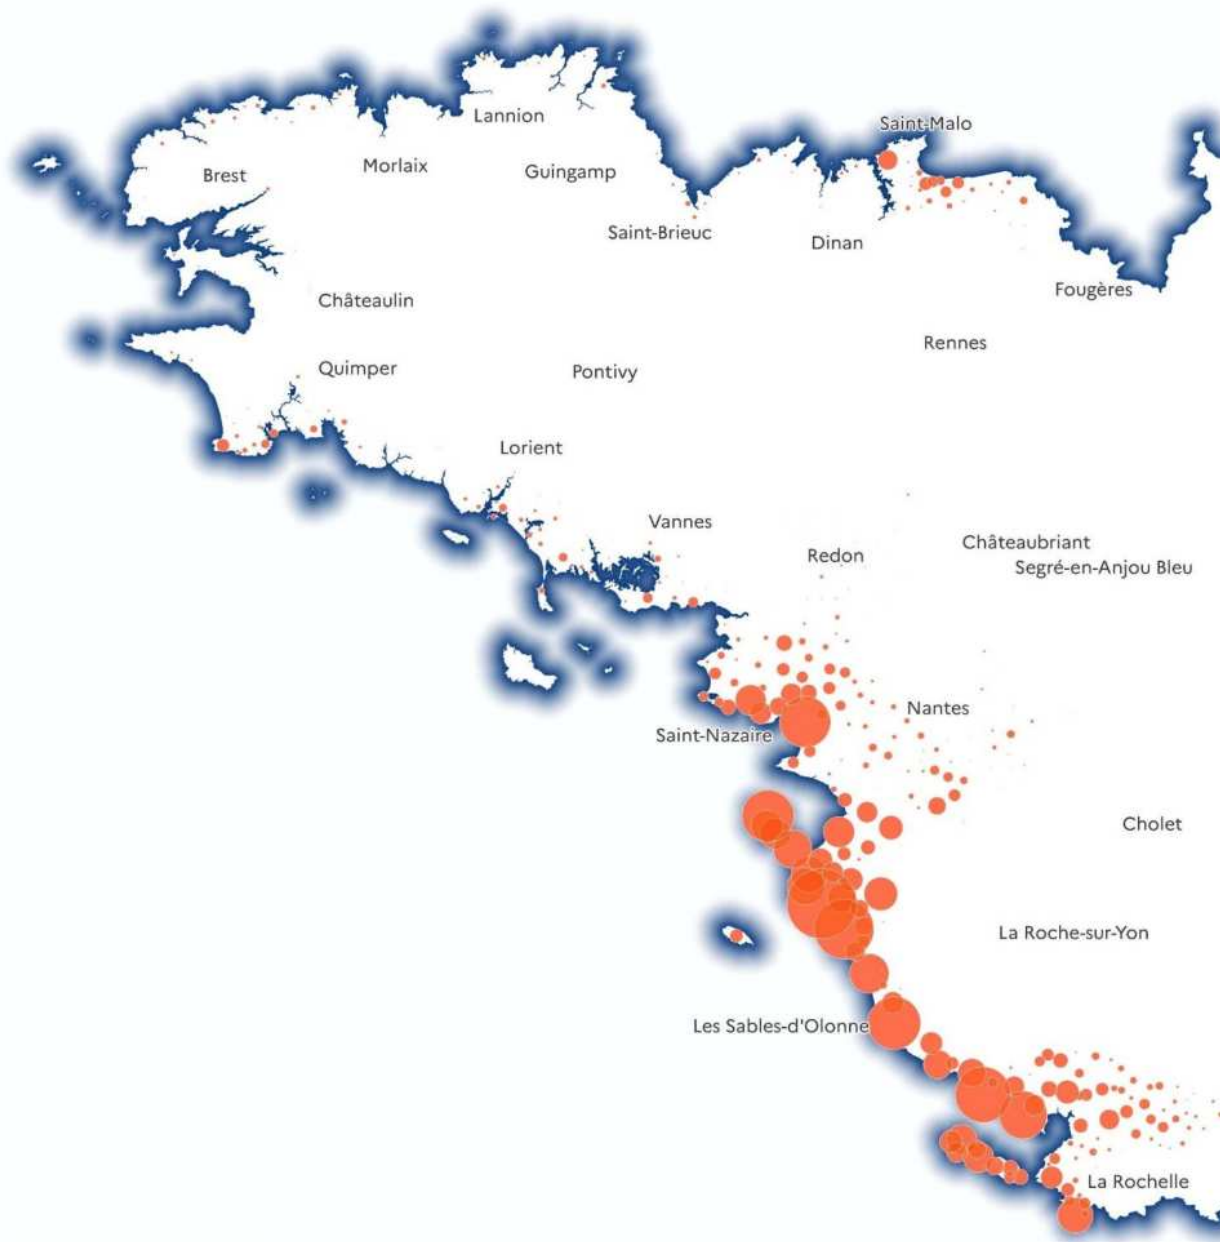 Saint-Malo
Lannion
Morlaix
Guingamp
Brest
Saint-Brieuc
Dinan
Fougères
Châteaulin
Rennes
Quimper
Pontivy
Lorient
Vannes
Redon
Châteaubriant
Segré-en-Anjou Bleu
Nantes
Saint-Nazaire
Cholet
La Roche-sur-Yon
Les Sables-d'Olonne
La Rochelle